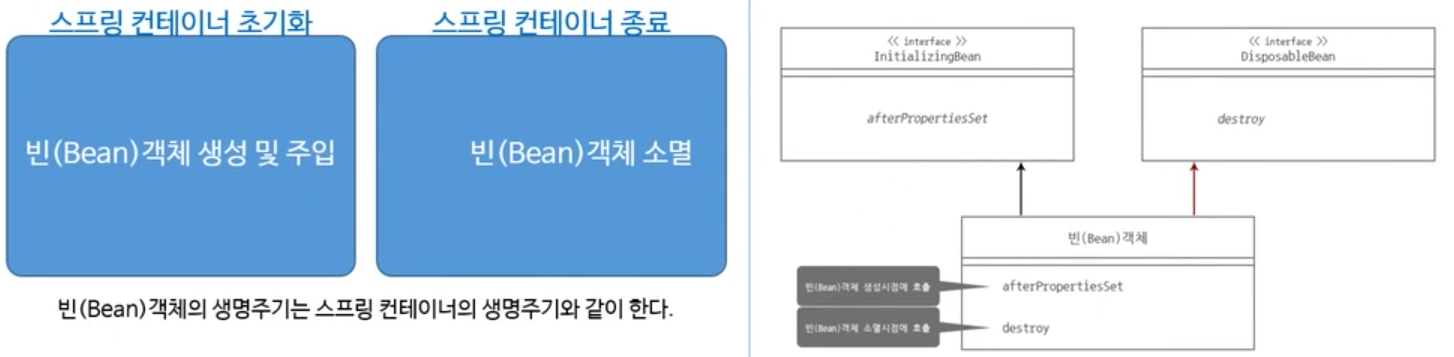 스프링 컨테이너 초기화
스프링 컨테이너 종료
빈(Bean)객체 생성 및 주입
빈(Bean)객체 소멸
빈(Bean)객체의 생명주기는 스프링 컨테이너의 생명주기와 같이 한다.
<< interface >>
InitializingBean
afterPropertiesSet
<< interface >>
DisposableBean
destroy
빈(Bean)객체
빈(Bean)객체 생성시점에 호출
afterPropertiesSet
빈(Bean)객체 소멸시점에 호출
destroy